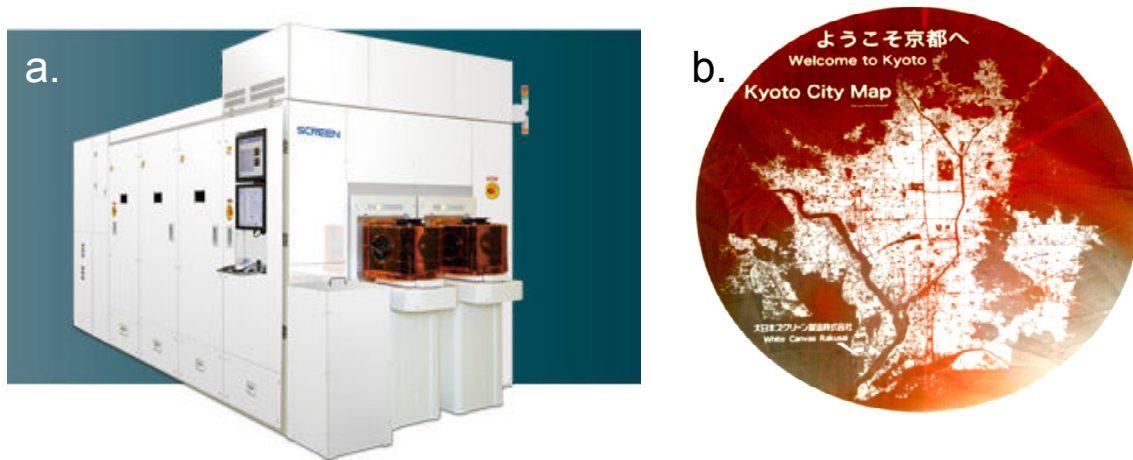 a.
SCREEN
b.
ようこそ京都へ
Welcome to Kyoto
Kyoto City Map
大日本スクリーン製造株式会社
White Canvas Rakusai